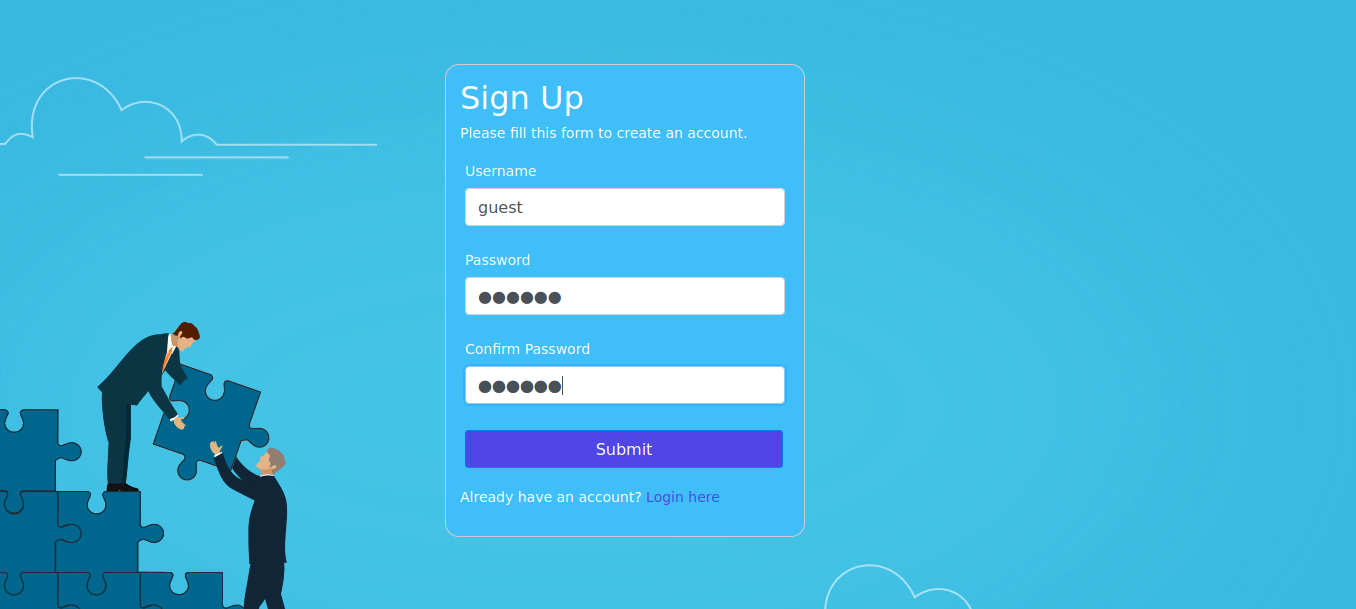 Sign Up
Please fill this form to create an account.
Username
guest
Password
●●●●●●
Confirm Password
●●●●●●
Submit
Already have an account? Login here